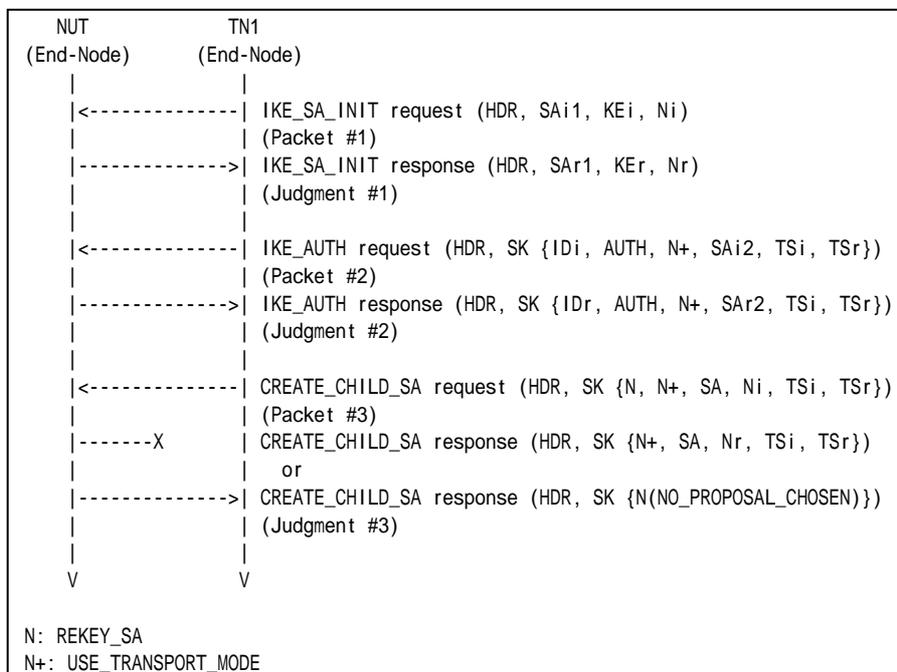 NUT                TN1
(End-Node)       (End-Node)
|              |
|<--------------| IKE_SA_INIT request (HDR, SAi1, KEi, Ni)
|              | (Packet #1)
|-------------->| IKE_SA_INIT response (HDR, SAr1, KEr, Nr)
|              | (Judgment #1)
|              |
|<--------------| IKE_AUTH request (HDR, SK {IDi, AUTH, N+, SAi2, TSi, TSr})
|              | (Packet #2)
|-------------->| IKE_AUTH response (HDR, SK {IDr, AUTH, N+, SAr2, TSi, TSr})
|              | (Judgment #2)
|              |
|<--------------| CREATE_CHILD_SA request (HDR, SK {N, N+, SA, Ni, TSi, TSr})
|              | (Packet #3)
|-------X      | CREATE_CHILD_SA response (HDR, SK {N+, SA, Nr, TSi, TSr})
|              |   or
|-------------->| CREATE_CHILD_SA response (HDR, SK {N(NO_PROPOSAL_CHOSEN)})
|              | (Judgment #3)
|              |
V              V
N: REKEY_SA
N+: USE_TRANSPORT_MODE